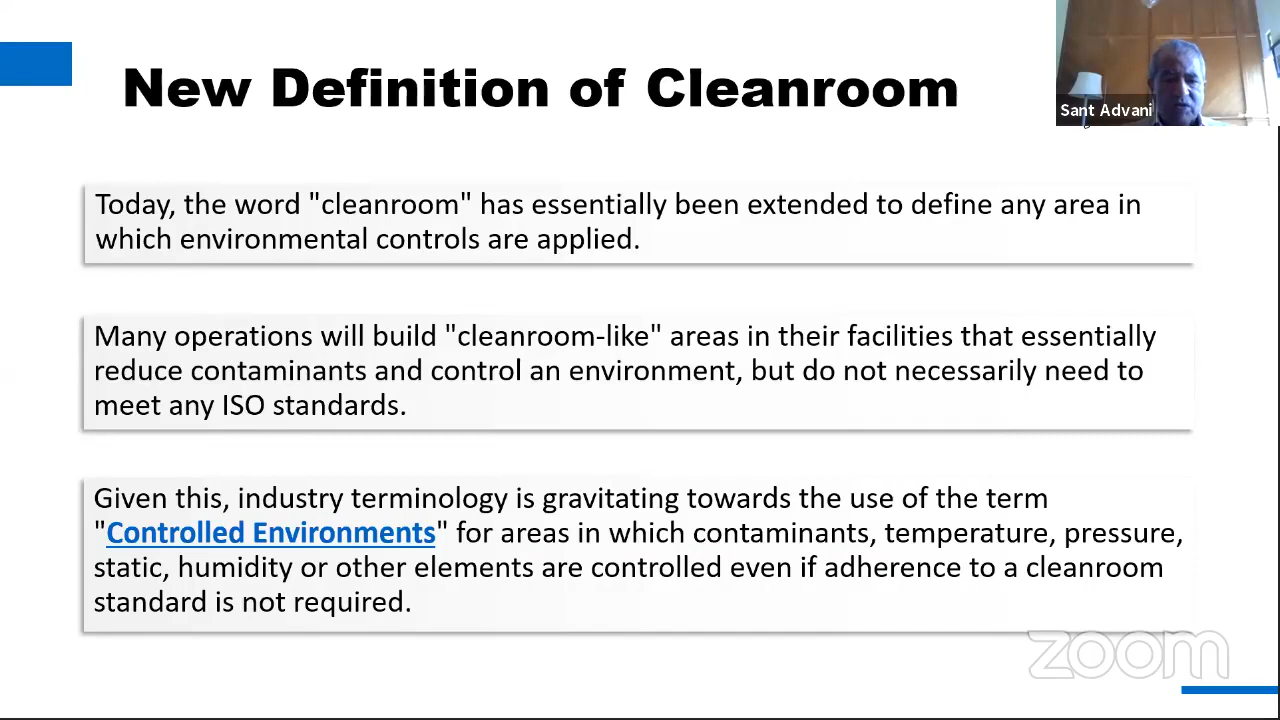 New Definition of Cleanroom
Sant Advani
Today, the word "cleanroom" has essentially been extended to define any area in
which environmental controls are applied.
Many operations will build "cleanroom-like" areas in their facilities that essentially
reduce contaminants and control an environment, but do not necessarily need to
meet any ISO standards.
Given this, industry terminology is gravitating towards the use of the term
"Controlled Environments" for areas in which contaminants, temperature, pressure,
static, humidity or other elements are controlled even if adherence to a cleanroom
standard is not required.
zoom